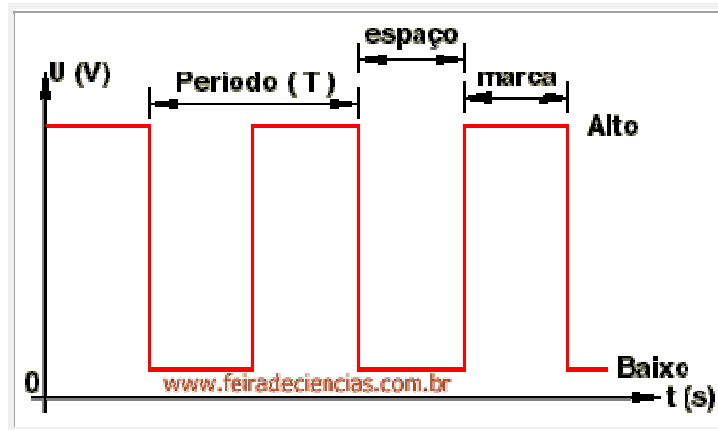 espaço
U (V)
Periodo ( T )
marca
Alto
Baixo
0
www.feiradeciencias.com.br
t (s)